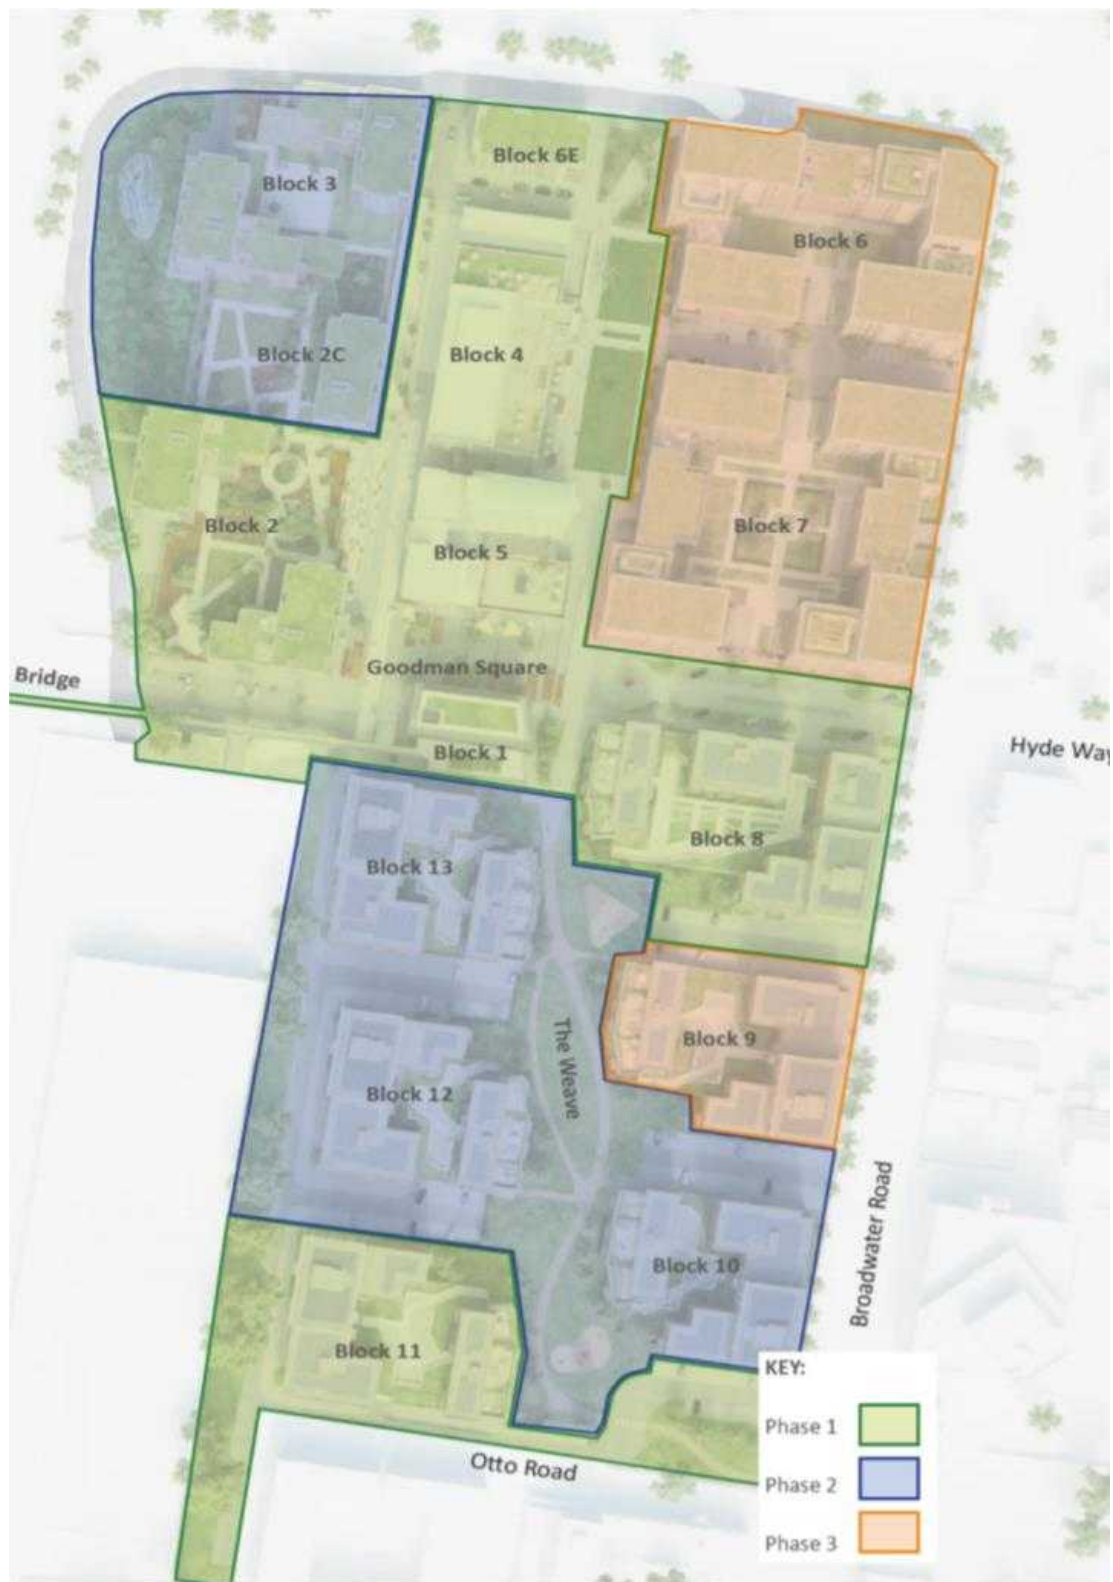 Block 6E
Block 3
Block 6
Block 2C
Block 4
Block 2
Block 7
Block 5
Goodman Square
Bridge
Block 1
Hyde Way
Block 8
Block 13
Block 9
The Weave
Block 12
Block 10
Broadwater Road
Block 11
KEY:
Phase 1
Otto Road
Phase 2
Phase 3